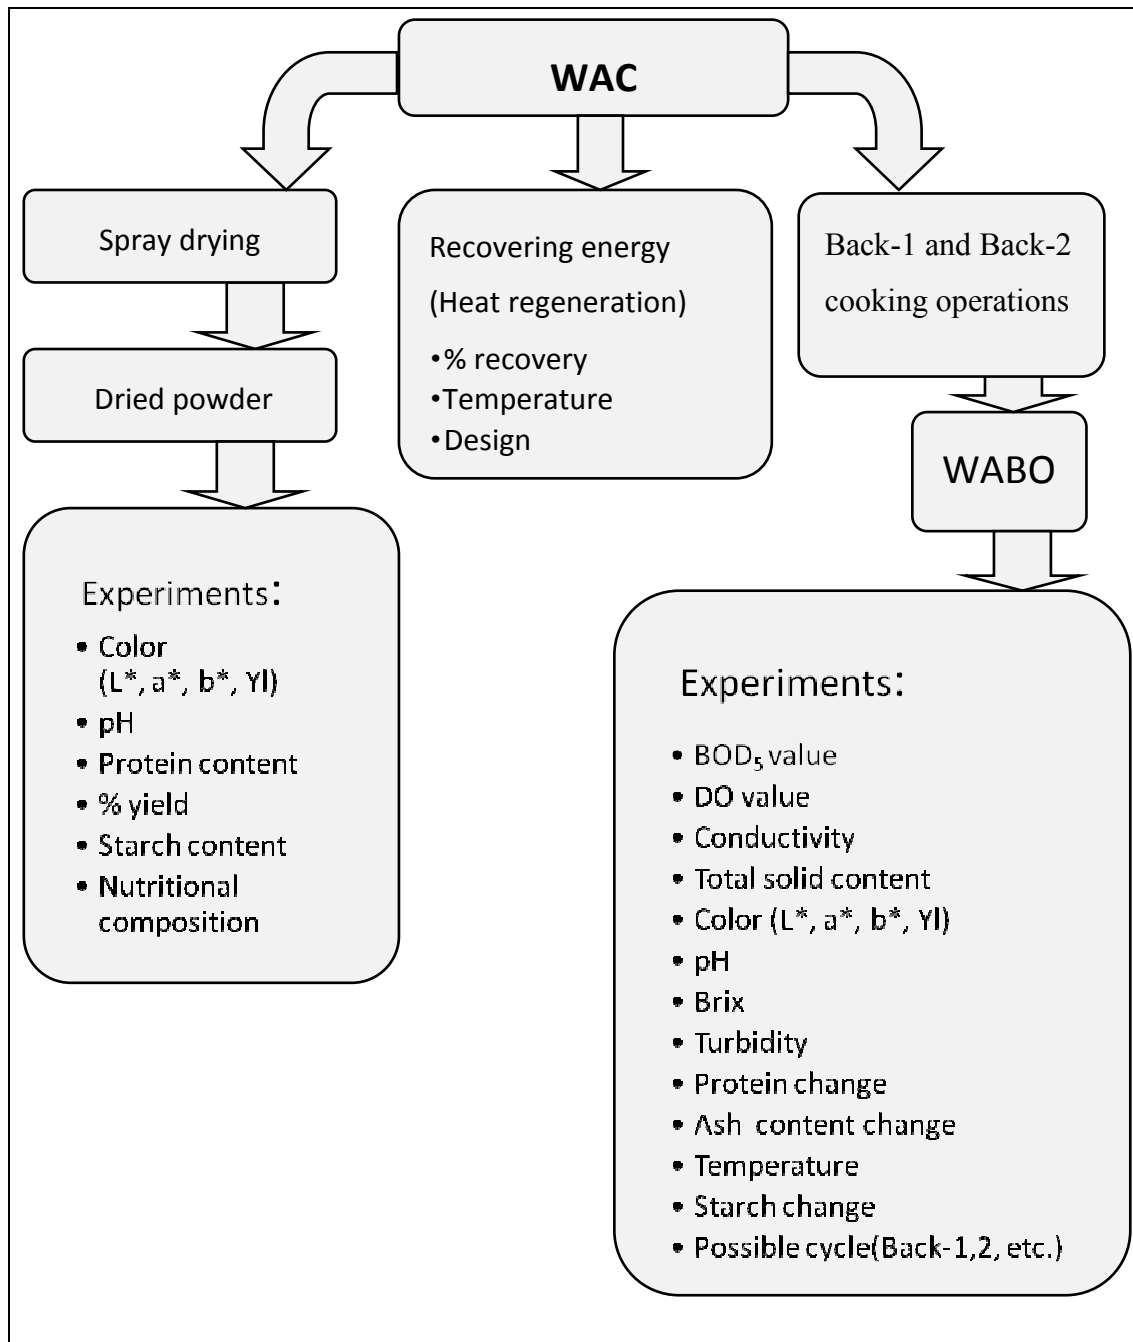 WAC
Spray drying
Dried powder
Experiments:
• Color
(L*, a*, b*, YI)
• pH
• Protein content
• % yield
• Starch content
• Nutritional
composition
Recovering energy
(Heat regeneration)
•% recovery
•Temperature
•Design
Back-1 and Back-2
cooking operations
WABO
Experiments:
• BOD₅ value
• DO value
• Conductivity
• Total solid content
• Color (L*, a*, b*, YI)
• pH
• Brix
• Turbidity
• Protein change
• Ash content change
• Temperature
• Starch change
• Possible cycle(Back-1,2, etc.)